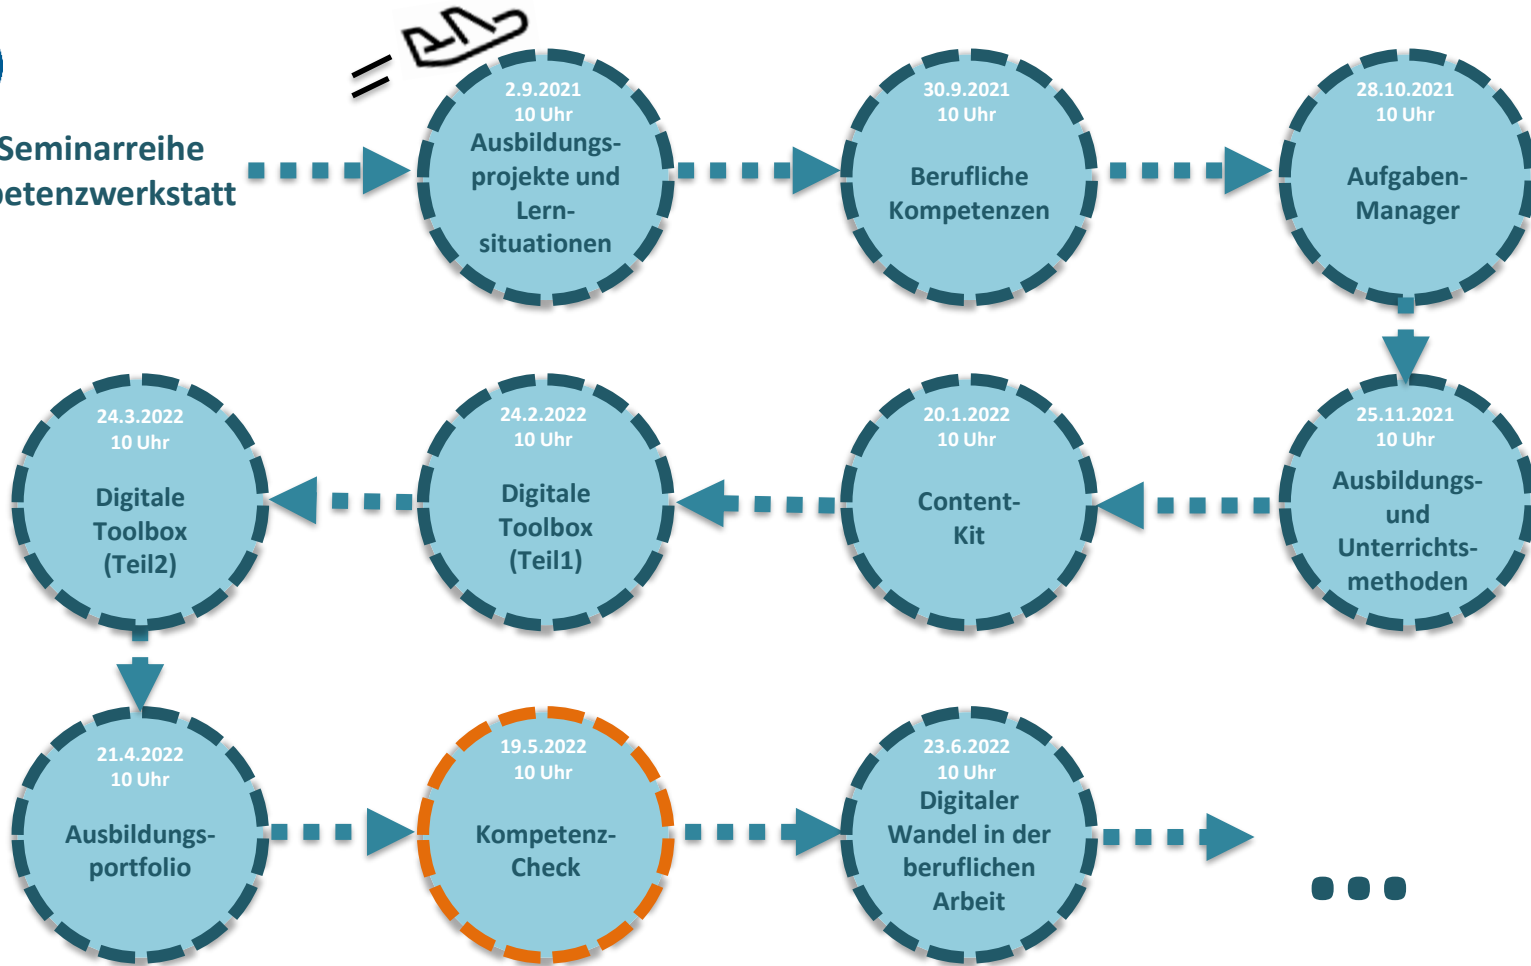 Seminarreihe
petenzwerkstatt
2.9.2021
10 Uhr
Ausbildungs-
projekte und
Lern-
situationen
30.9.2021
10 Uhr
Berufliche
Kompetenzen
28.10.2021
10 Uhr
Aufgaben-
Manager
25.11.2021
10 Uhr
Ausbildungs-
und
Unterrichts-
methoden
20.1.2022
10 Uhr
Content-
Kit
24.2.2022
10 Uhr
Digitale
Toolbox
(Teil1)
24.3.2022
10 Uhr
Digitale
Toolbox
(Teil2)
21.4.2022
10 Uhr
Ausbildungs-
portfolio
19.5.2022
10 Uhr
Kompetenz-
Check
23.6.2022
10 Uhr
Digitaler
Wandel in der
beruflichen
Arbeit
...